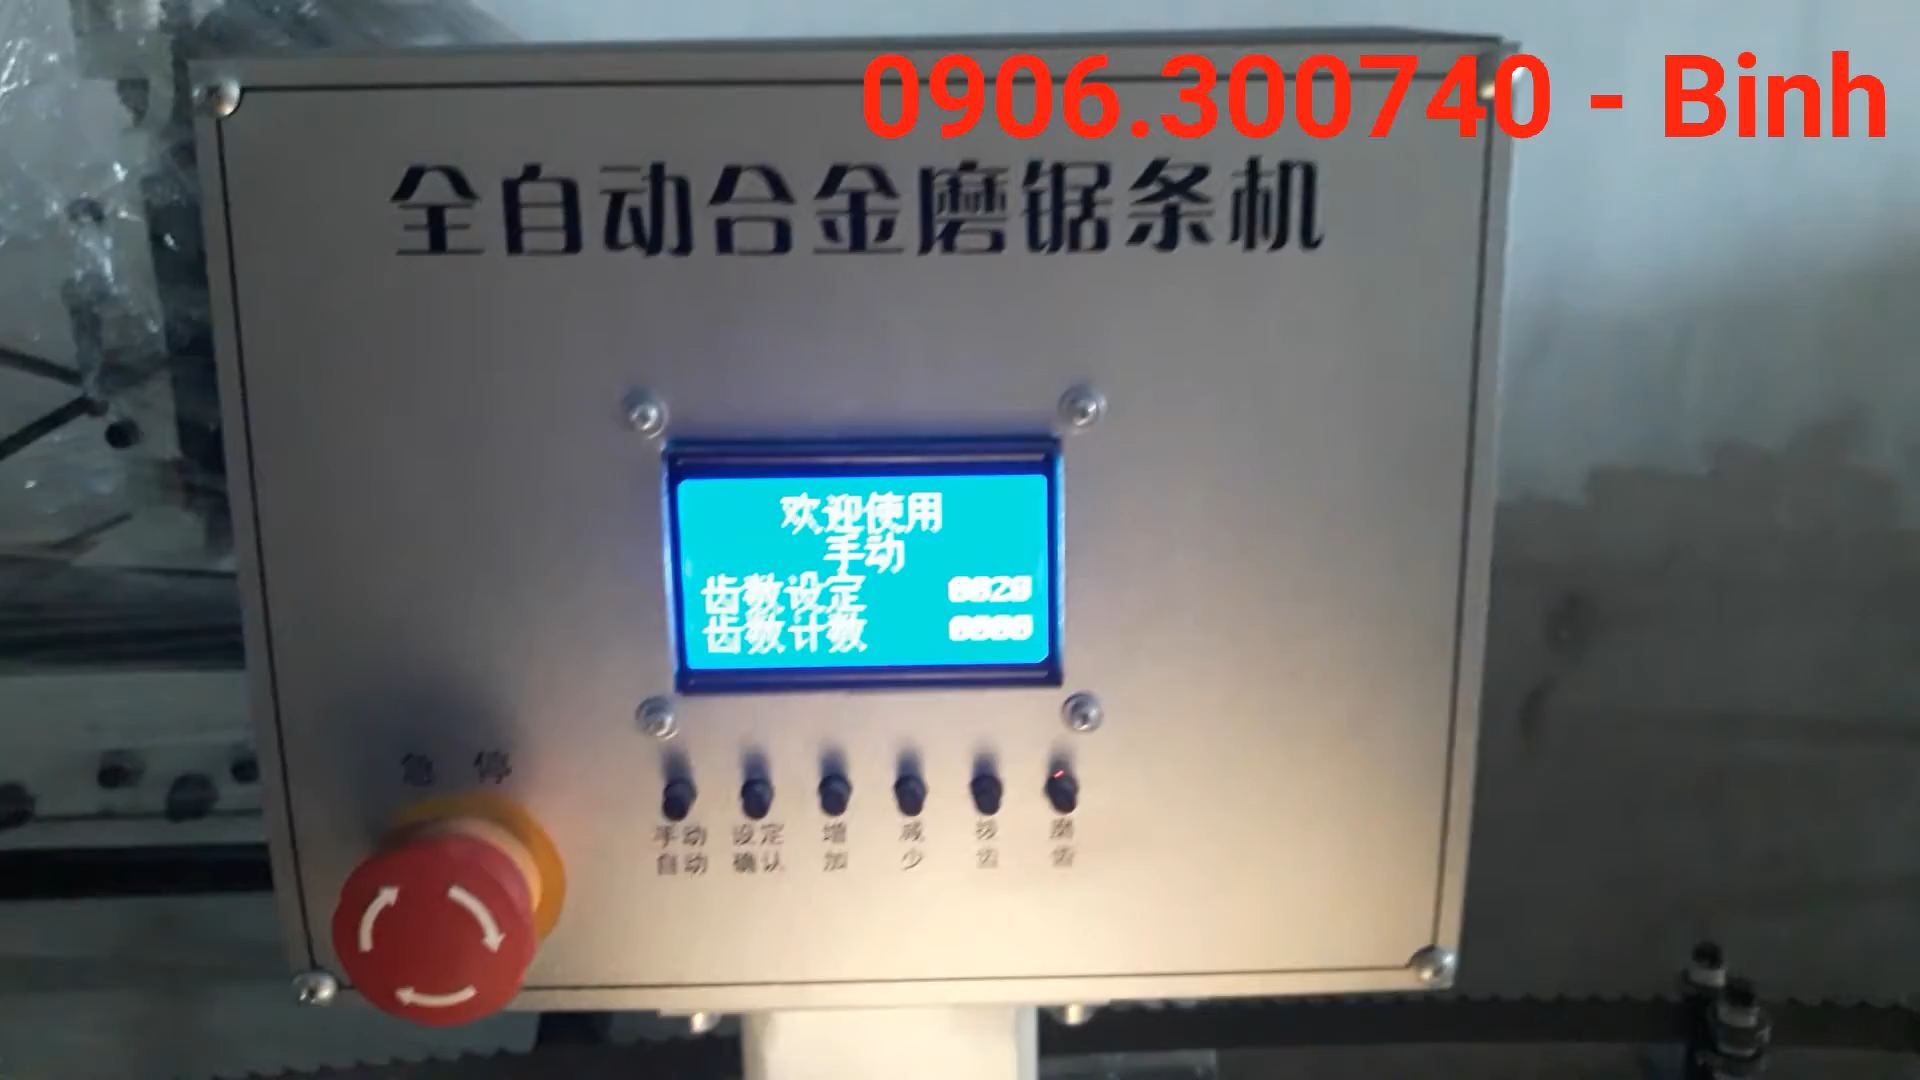 0906.300740 - Binh
全自动合金磨锯条机
欢迎使用
手动
齿数设定 0020
齿数计数 0000
急 停
手动 设定 增 减 拨 磨
自动 确认 加 少 齿 齿